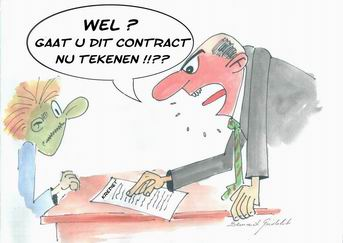 WEL ?
GAAT U DIT CONTRACT
NU TEKENEN !!??